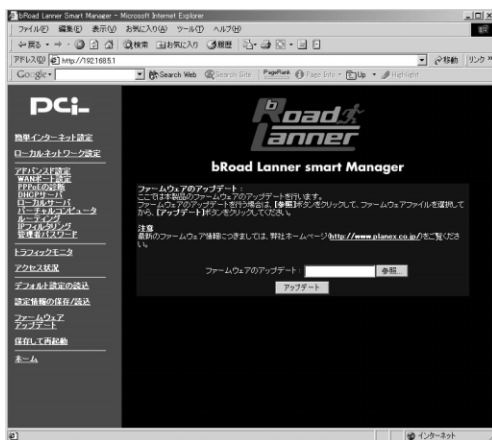 bRoad Lanner Smart Manager - Microsoft Internet Explorer
ファイル(F) 編集(E) 表示(V) お気に入り(A) ツール(T) ヘルプ(H)
戻る 検索 お気に入り 履歴
アドレス(D) http://192.168.5.1 移動 リンク
Google Search Web Search Site PageRank Page Info Up Highlight
PCi
bRoad Lanner
bRoad Lanner smart Manager
簡単インターネット設定
ローカルネットワーク設定
アドバンスド設定
WANポート設定
PPPoEの診断
DHCPサーバ
ローカルサーバ
バーチャルコンピュータ
ルーティング
IPフィルタリング
管理者パスワード
トラフィックモニタ
アクセス状況
デフォルト設定の読込
設定情報の保存/読込
ファームウェア
アップデート
保存して再起動
ホーム
ファームウェアのアップデート:
ここでは本製品のファームウェアのアップデートを行います。
ファームウェアのアップデートを行う場合は、[参照]ボタンをクリックして、ファームウェアファイルを選択して
から、[アップデート]ボタンをクリックしてください。
注意
最新のファームウェア情報につきましては、弊社ホームページ(http://www.planex.co.jp/)をご覧くださ
い。
ファームウェアのアップデート: 参照...
アップデート
インターネット